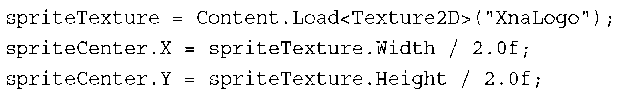 spriteTexture = Content.Load<Texture2D>("XnaLogo");
spriteCenter.X = spriteTexture.Width / 2.0f;
spriteCenter.Y = spriteTexture.Height / 2.0f;